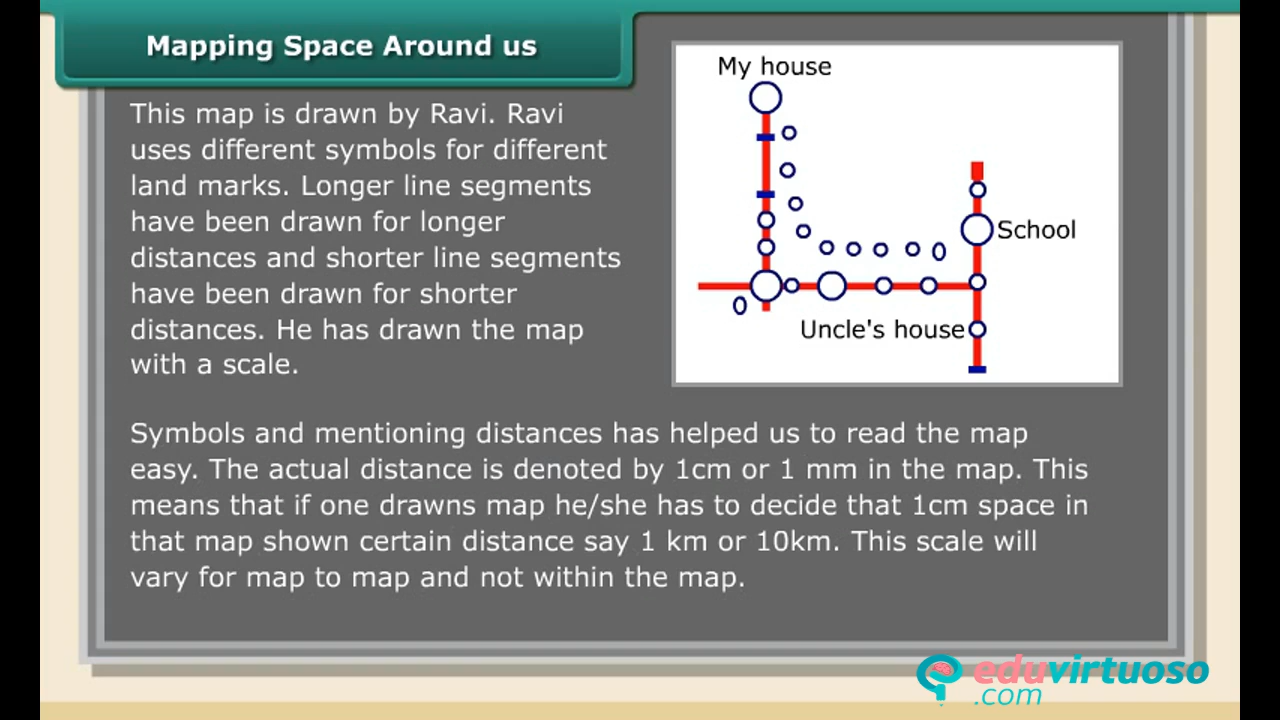 Mapping Space Around us
This map is drawn by Ravi. Ravi
uses different symbols for different
land marks. Longer line segments
have been drawn for longer
distances and shorter line segments
have been drawn for shorter
distances. He has drawn the map
with a scale.
My house
School
Uncle's house
Symbols and mentioning distances has helped us to read the map
easy. The actual distance is denoted by 1cm or 1 mm in the map. This
means that if one drawns map he/she has to decide that 1cm space in
that map shown certain distance say 1 km or 10km. This scale will
vary for map to map and not within the map.
eduvirtuoso
.com